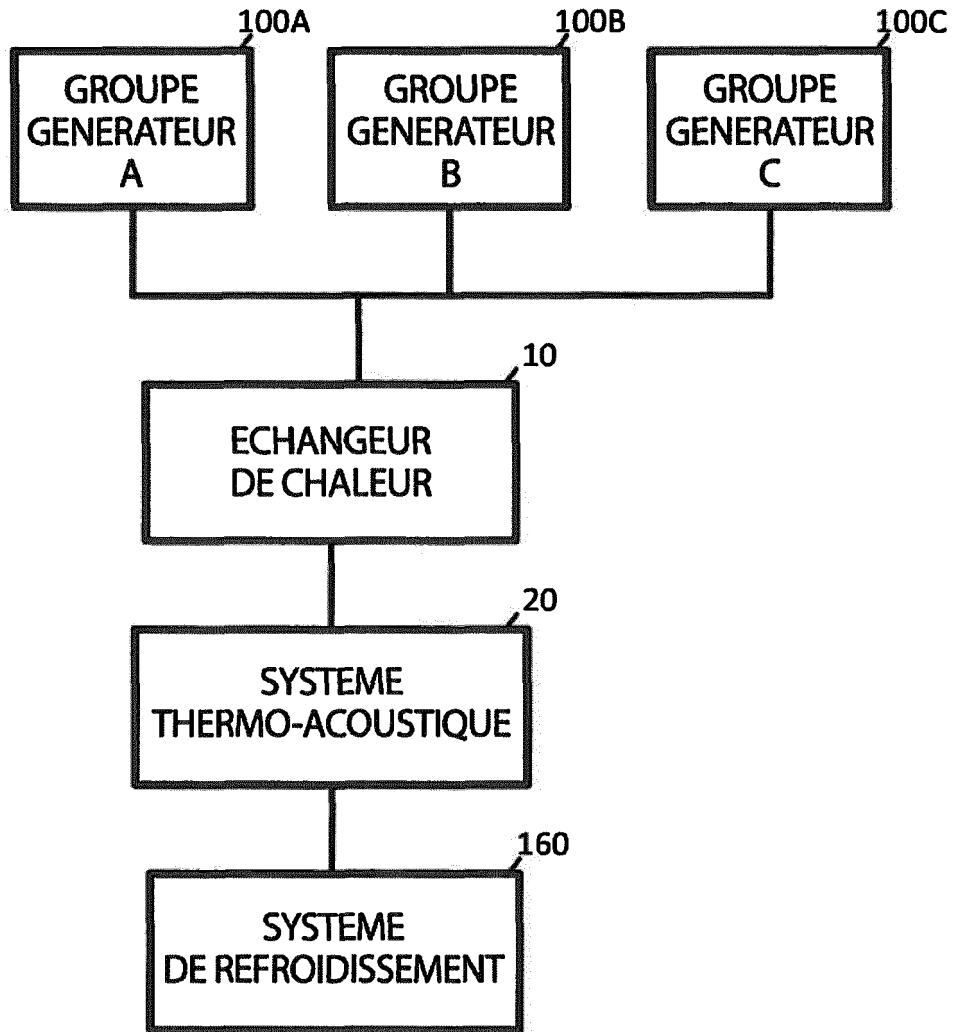 100A
100B
100C
GROUPE
GENERATEUR
A
GROUPE
GENERATEUR
B
GROUPE
GENERATEUR
C
10
ECHANGEUR
DE CHALEUR
20
SYSTEME
THERMO-ACOUSTIQUE
160
SYSTEME
DE REFROIDISSEMENT